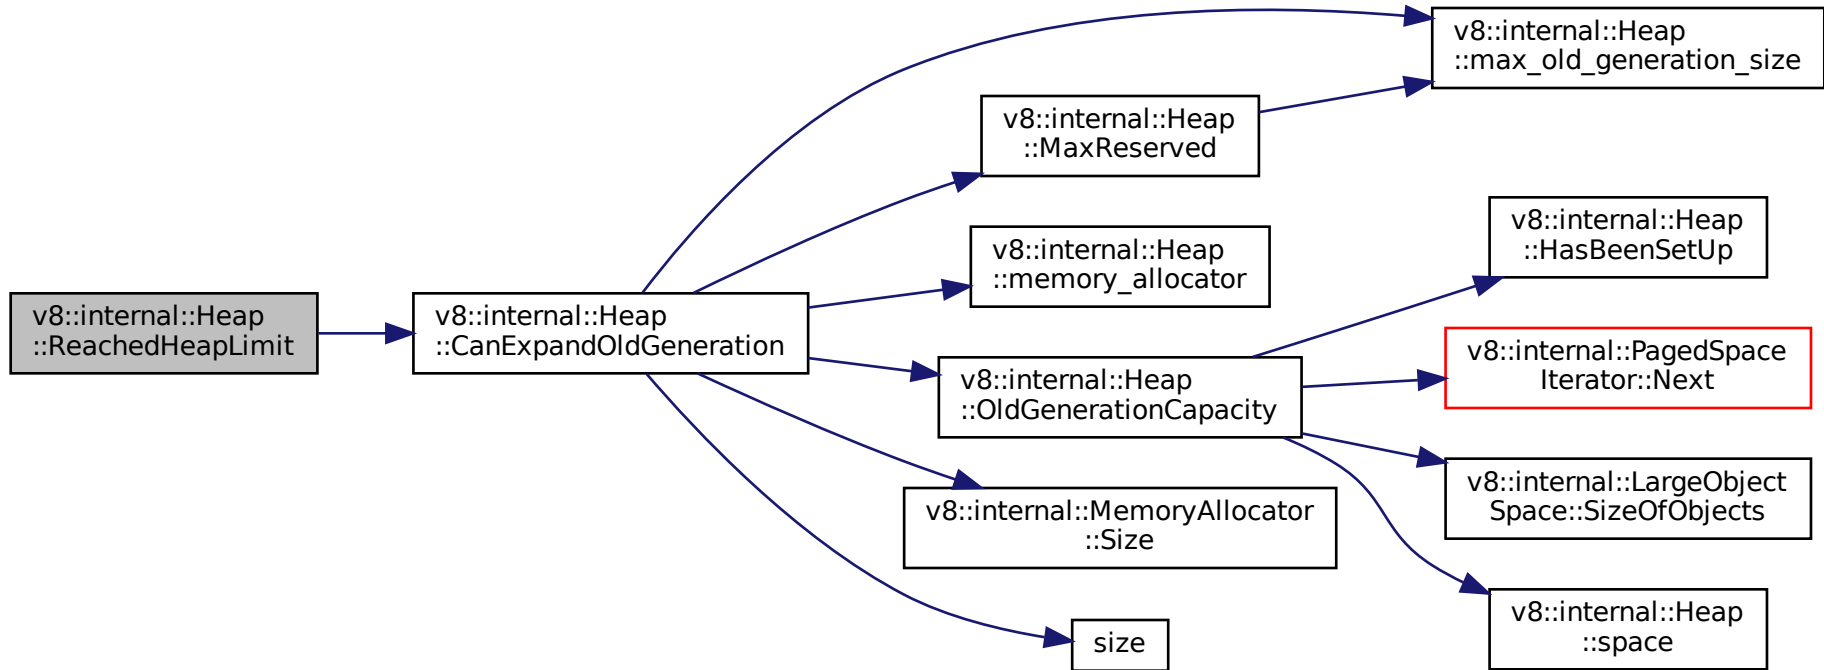 v8::internal::Heap
::ReachedHeapLimit
v8::internal::Heap
::CanExpandOldGeneration
v8::internal::Heap
::max_old_generation_size
v8::internal::Heap
::MaxReserved
v8::internal::Heap
::memory_allocator
v8::internal::Heap
::OldGenerationCapacity
v8::internal::MemoryAllocator
::Size
size
v8::internal::Heap
::HasBeenSetUp
v8::internal::PagedSpace
Iterator::Next
v8::internal::LargeObject
Space::SizeOfObjects
v8::internal::Heap
::space